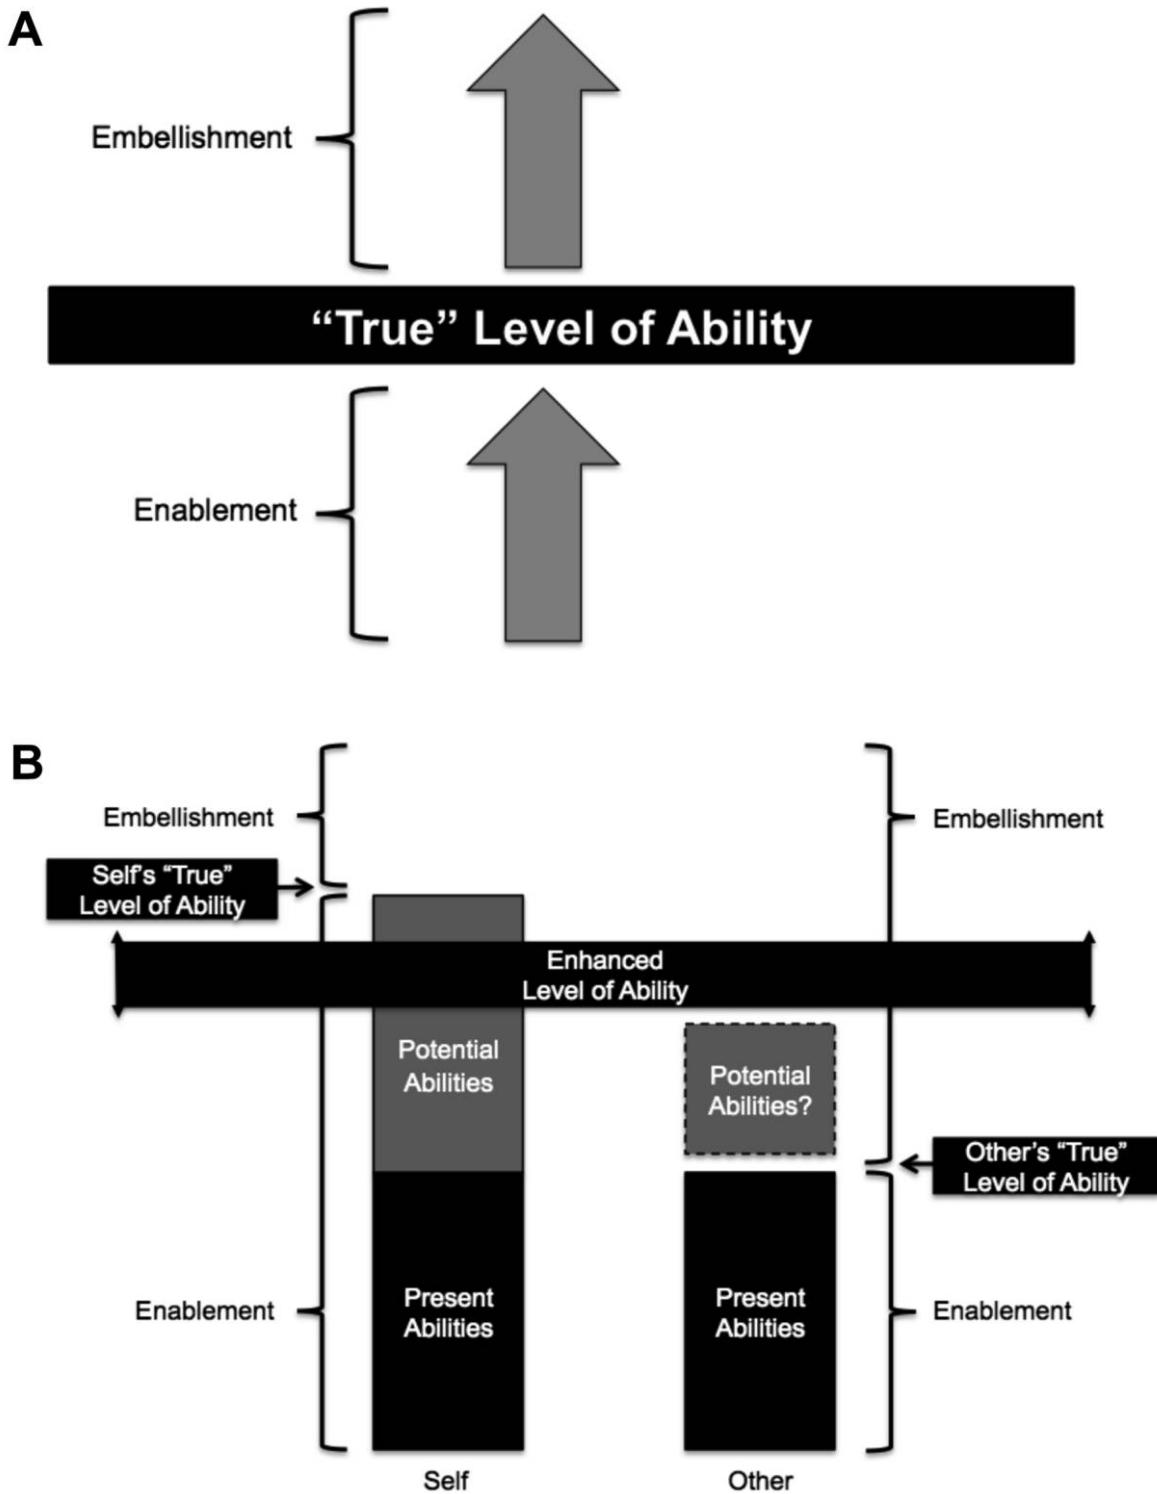 A
Embellishment
“True” Level of Ability
Enablement
B
Embellishment
Embellishment
Self's “True”
Level of Ability
Enhanced
Level of Ability
Potential
Abilities
Potential
Abilities?
Other's “True”
Level of Ability
Enablement
Present
Abilities
Present
Abilities
Enablement
Self
Other